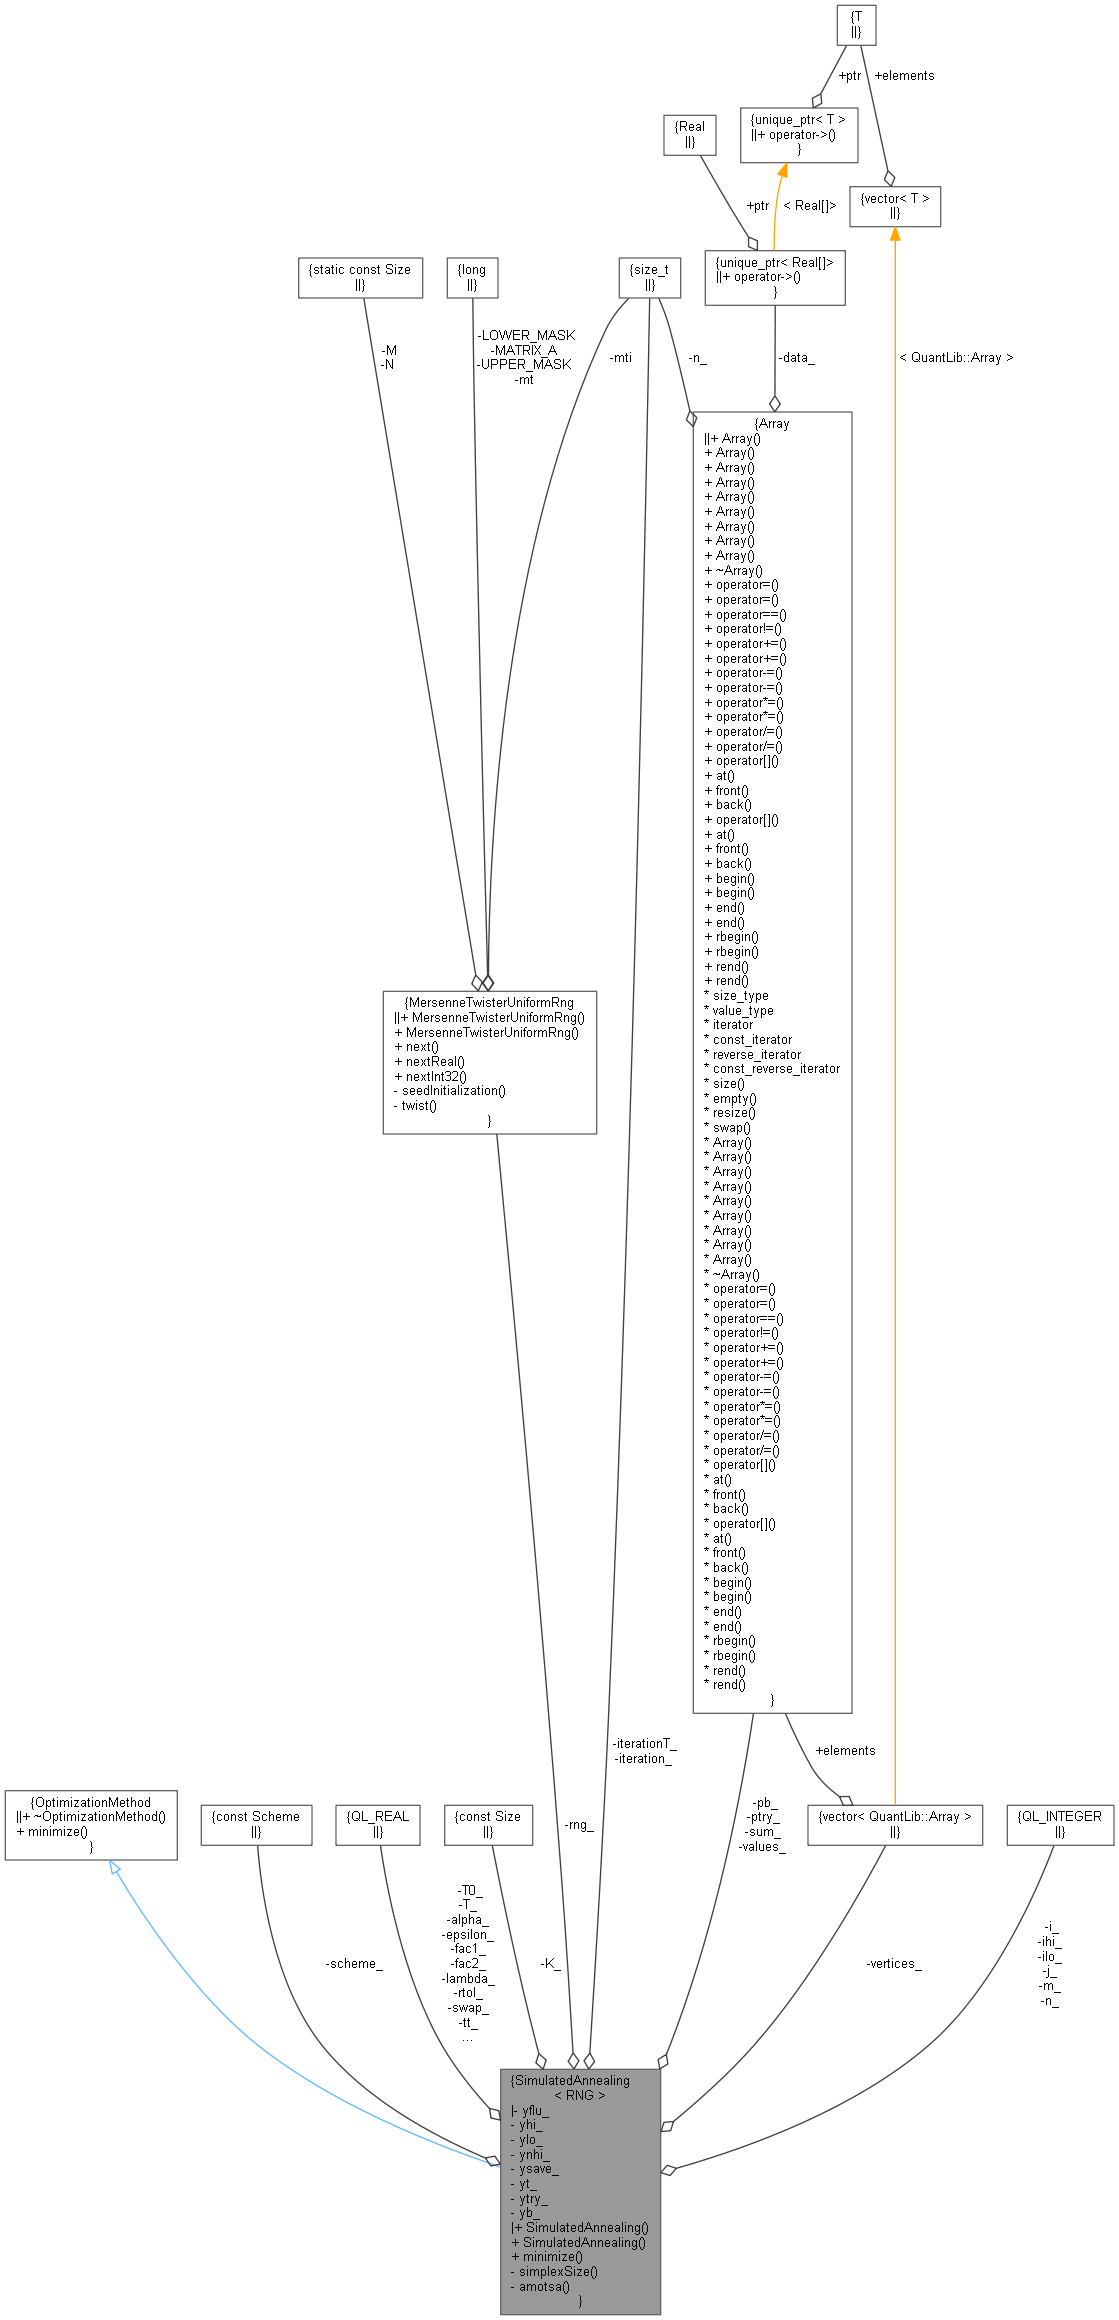 {T
||}
+ptr
+elements
{unique_ptr< T >
||+ operator->()
}
{Real
||}
{vector< T >
||}
+ptr
< Real[]>
{unique_ptr< Real[]>
||+ operator->()
}
{static const Size
||}
{long
||}
{size_t
||}
-M
-N
-LOWER_MASK
-MATRIX_A
-UPPER_MASK
-mt
-mti
-n_
-data_
< QuantLib::Array >
{Array
||+ Array()
+ Array()
+ Array()
+ Array()
+ Array()
+ Array()
+ Array()
+ Array()
+ Array()
+ ~Array()
+ operator=()
+ operator=()
+ operator==()
+ operator!=()
+ operator+=()
+ operator+=()
+ operator-=()
+ operator-=()
+ operator*=()
+ operator*=()
+ operator/=()
+ operator/=()
+ operator[]()
+ at()
+ front()
+ back()
+ operator[]()
+ at()
+ front()
+ back()
+ begin()
+ begin()
+ end()
+ end()
+ rbegin()
+ rbegin()
+ rend()
+ rend()
* size_type
* value_type
* iterator
* const_iterator
* reverse_iterator
* const_reverse_iterator
* size()
* empty()
* resize()
* swap()
* Array()
* Array()
* Array()
* Array()
* Array()
* Array()
* Array()
* Array()
* Array()
* ~Array()
* operator=()
* operator=()
* operator==()
* operator!=()
* operator+=()
* operator+=()
* operator-=()
* operator-=()
* operator*=()
* operator*=()
* operator/=()
* operator/=()
* operator[]()
* at()
* front()
* back()
* operator[]()
* at()
* front()
* back()
* begin()
* begin()
* end()
* end()
* rbegin()
* rbegin()
* rend()
* rend()
}
{MersenneTwisterUniformRng
||+ MersenneTwisterUniformRng()
+ MersenneTwisterUniformRng()
+ next()
+ nextReal()
+ nextInt32()
- seedInitialization()
- twist()
}
-iterationT_
-iteration_
+elements
{OptimizationMethod
||+ ~OptimizationMethod()
+ minimize()
}
{const Scheme
||}
{QL_REAL
||}
{const Size
||}
-rng_
-pb_
-ptry_
-sum_
-values_
{vector< QuantLib::Array >
||}
{QL_INTEGER
||}
-scheme_
-T0_
-T_
-alpha_
-epsilon_
-fac1_
-fac2_
-lambda_
-rtol_
-swap_
-tt_
...
-K_
-vertices_
-i_
-ihi_
-ilo_
-j_
-m_
-n_
{SimulatedAnnealing
< RNG >
|- yflu_
- yhi_
- ylo_
- ynhi_
- ysave_
- yt_
- ytry_
- yb_
|+ SimulatedAnnealing()
+ SimulatedAnnealing()
+ minimize()
- simplexSize()
- amotsa()
}